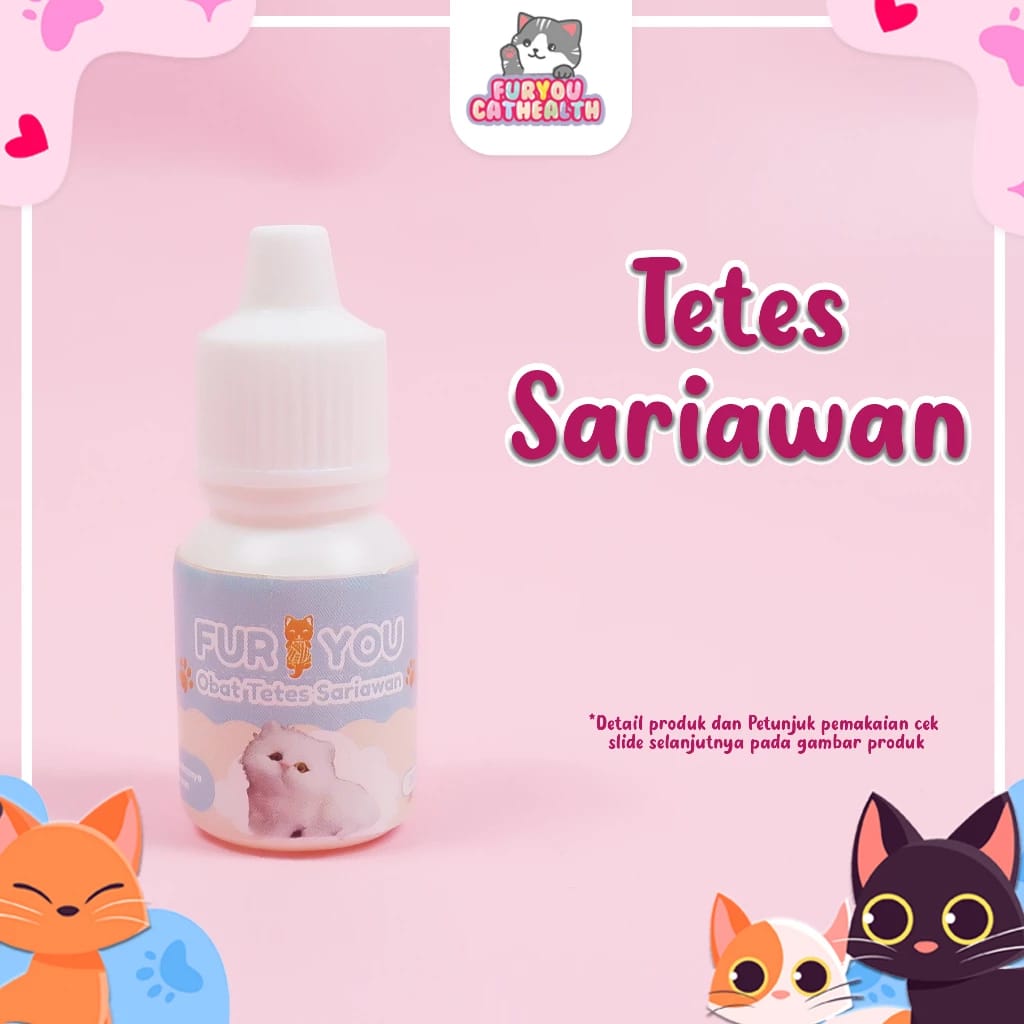 FURYOU
CATHEALTH
Tetes
Sariawan
FUR YOU
Obat Tetes Sariawan
*Detail produk dan Petunjuk pemakaian cek
slide selanjutnya pada gambar produk